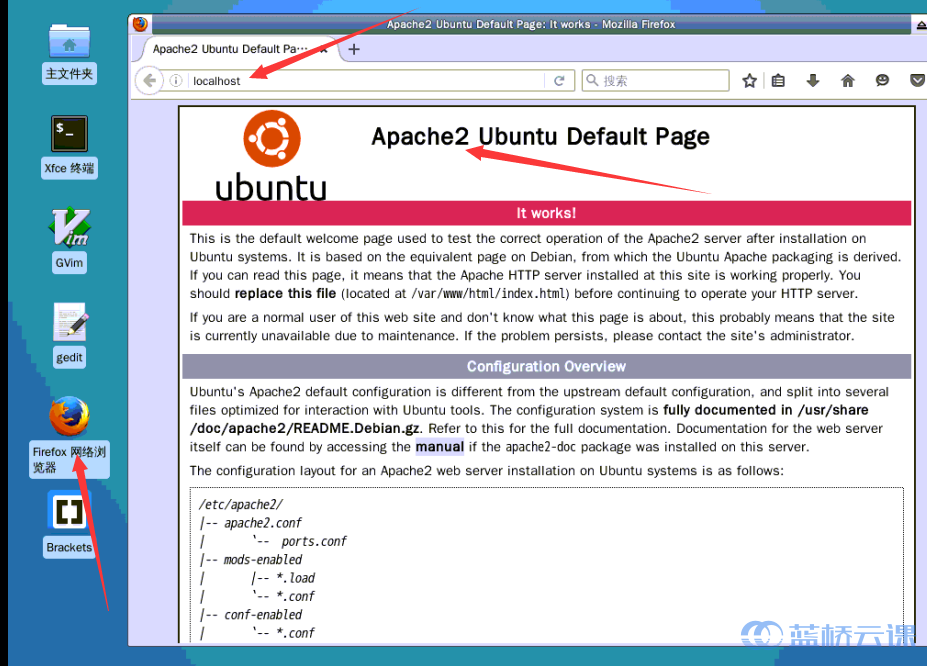 Apache2 Ubuntu Default Page: It works - Mozilla Firefox
Apache2 Ubuntu Default Pa···
localhost
搜索
主文件夹
Xfce 终端
GVim
gedit
Firefox 网络浏
览器
Brackets
ubuntu
Apache2 Ubuntu Default Page
It works!
This is the default welcome page used to test the correct operation of the Apache2 server after installation on
Ubuntu systems. It is based on the equivalent page on Debian, from which the Ubuntu Apache packaging is derived.
If you can read this page, it means that the Apache HTTP server installed at this site is working properly. You
should replace this file (located at /var/www/html/index.html) before continuing to operate your HTTP server.
If you are a normal user of this web site and don't know what this page is about, this probably means that the site
is currently unavailable due to maintenance. If the problem persists, please contact the site's administrator.
Configuration Overview
Ubuntu's Apache2 default configuration is different from the upstream default configuration, and split into several
files optimized for interaction with Ubuntu tools. The configuration system is fully documented in /usr/share
/doc/apache2/README.Debian.gz. Refer to this for the full documentation. Documentation for the web server
itself can be found by accessing the manual if the apache2-doc package was installed on this server.
The configuration layout for an Apache2 web server installation on Ubuntu systems is as follows:
/etc/apache2/
|-- apache2.conf
|       `--  ports.conf
|-- mods-enabled
|       |-- *.load
|       `-- *.conf
|-- conf-enabled
|       `-- *.conf
蓝桥云课